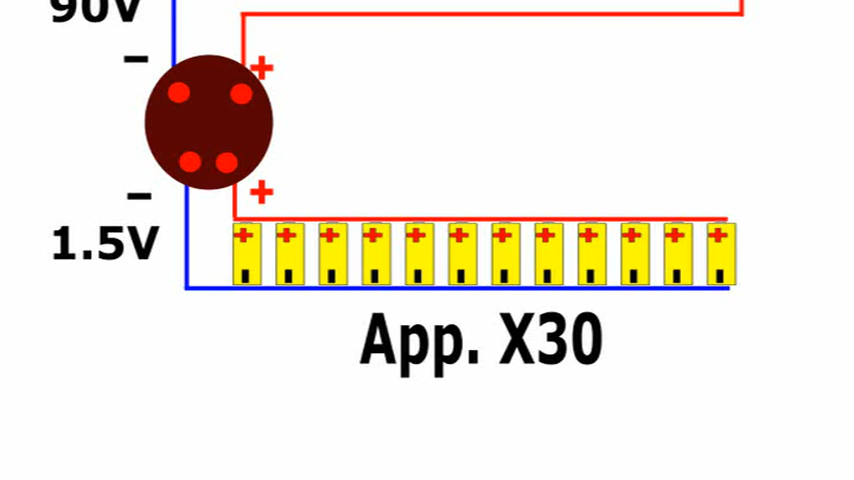 90V
−
+
−
+
1.5V
+ + + + + + + + + + + +
App. X30